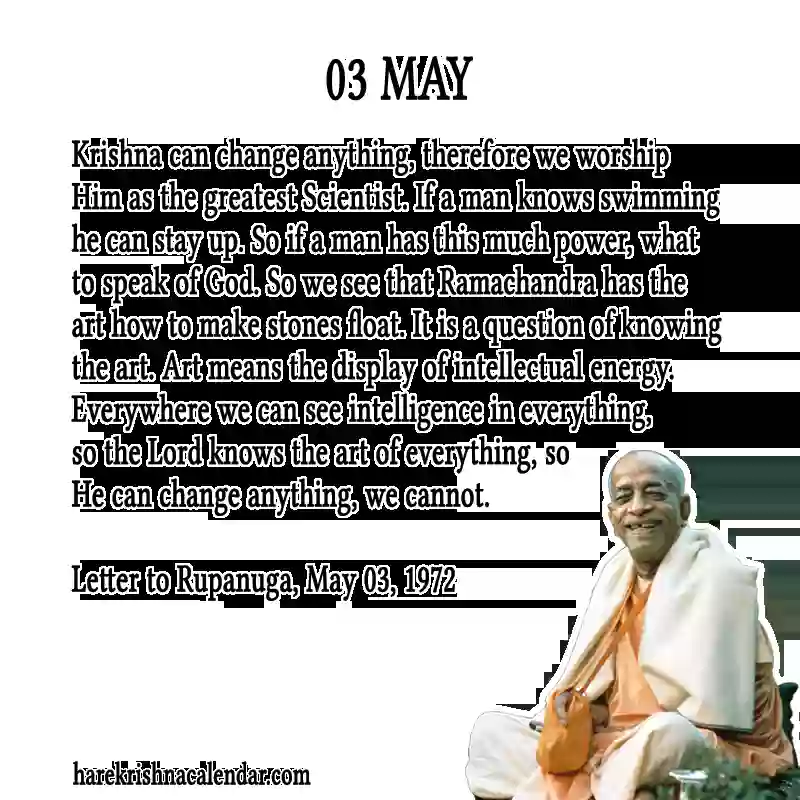 03 MAY
Krishna can change anything, therefore we worship
Him as the greatest Scientist. If a man knows swimming
he can stay up. So if a man has this much power, what
to speak of God. So we see that Ramachandra has the
art how to make stones float. It is a question of knowing
the art. Art means the display of intellectual energy.
Everywhere we can see intelligence in everything,
so the Lord knows the art of everything, so
He can change anything, we cannot.
Letter to Rupanuga, May 03, 1972
harekrishnacalendar.com